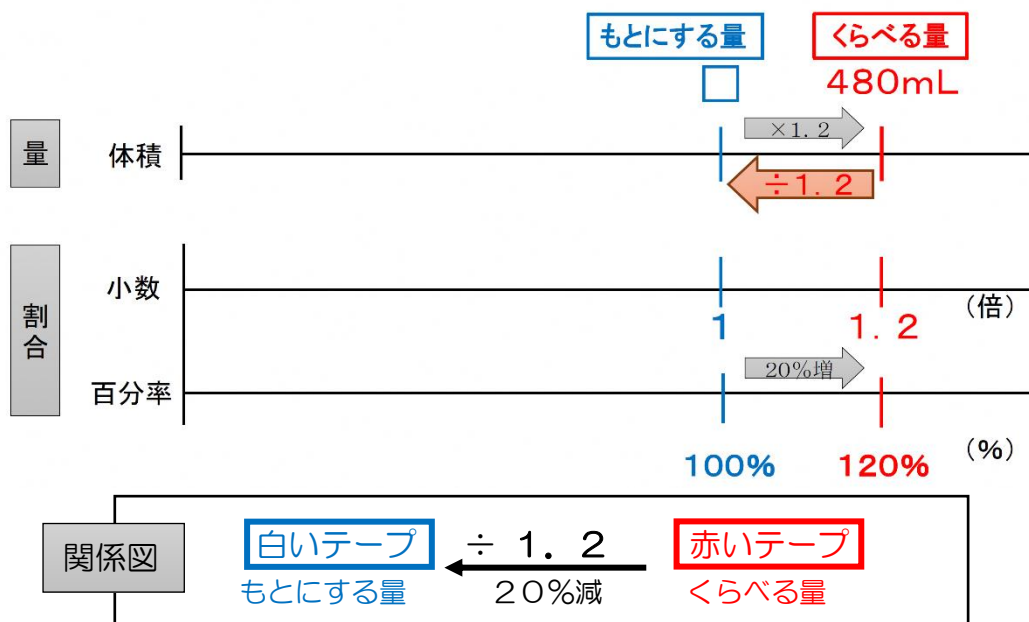 もとにする量 くらべる量
□ 480mL
量 体積 ×1.2
÷1.2
割合 小数 (倍)
1 1.2
百分率 20%増
(%)
100% 120%
関係図 白いテープ ÷ 1.2 赤いテープ
もとにする量 20%減 くらべる量